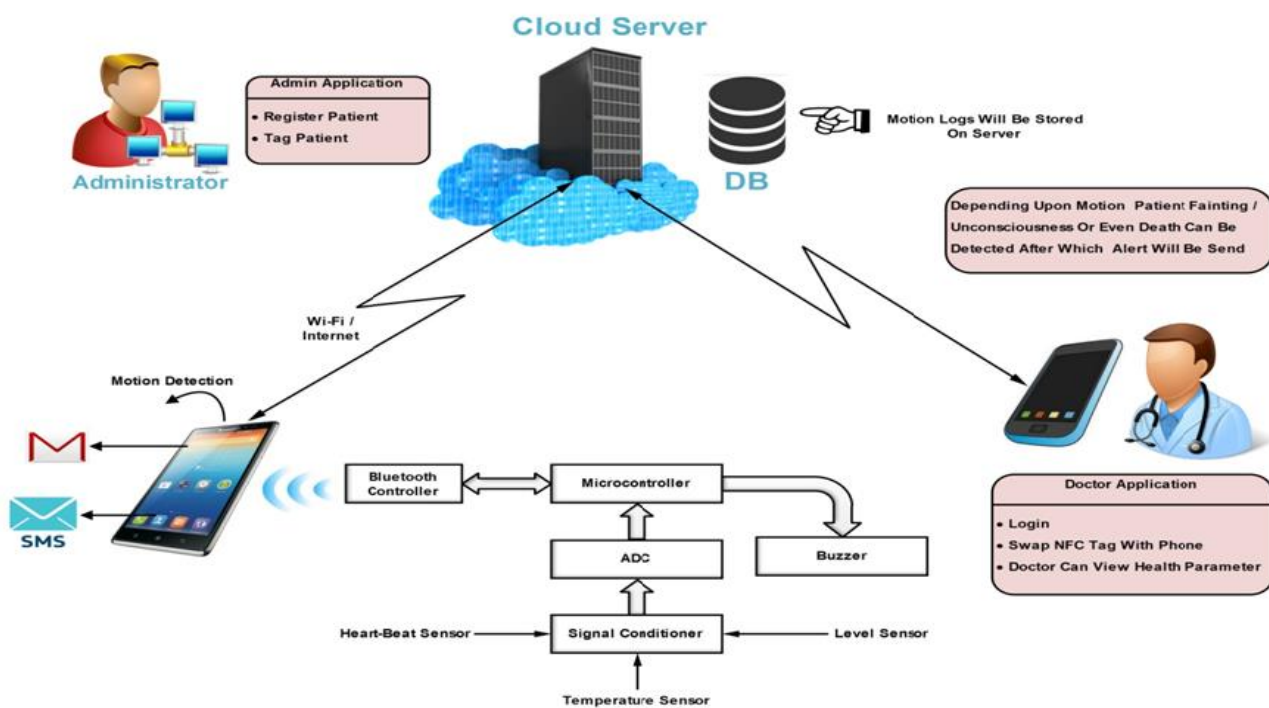 Cloud Server
Admin Application
• Register Patient
• Tag Patient
Administrator
DB
Motion Logs Will Be Stored
On Server
Depending Upon Motion Patient Fainting /
Unconsciousness Or Even Death Can Be
Detected After Which Alert Will Be Send
Wi-Fi /
Internet
Motion Detection
SMS
Bluetooth
Controller
Microcontroller
ADC
Buzzer
Heart-Beat Sensor
Signal Conditioner
Level Sensor
Temperature Sensor
Doctor Application
• Login
• Swap NFC Tag With Phone
• Doctor Can View Health Parameter